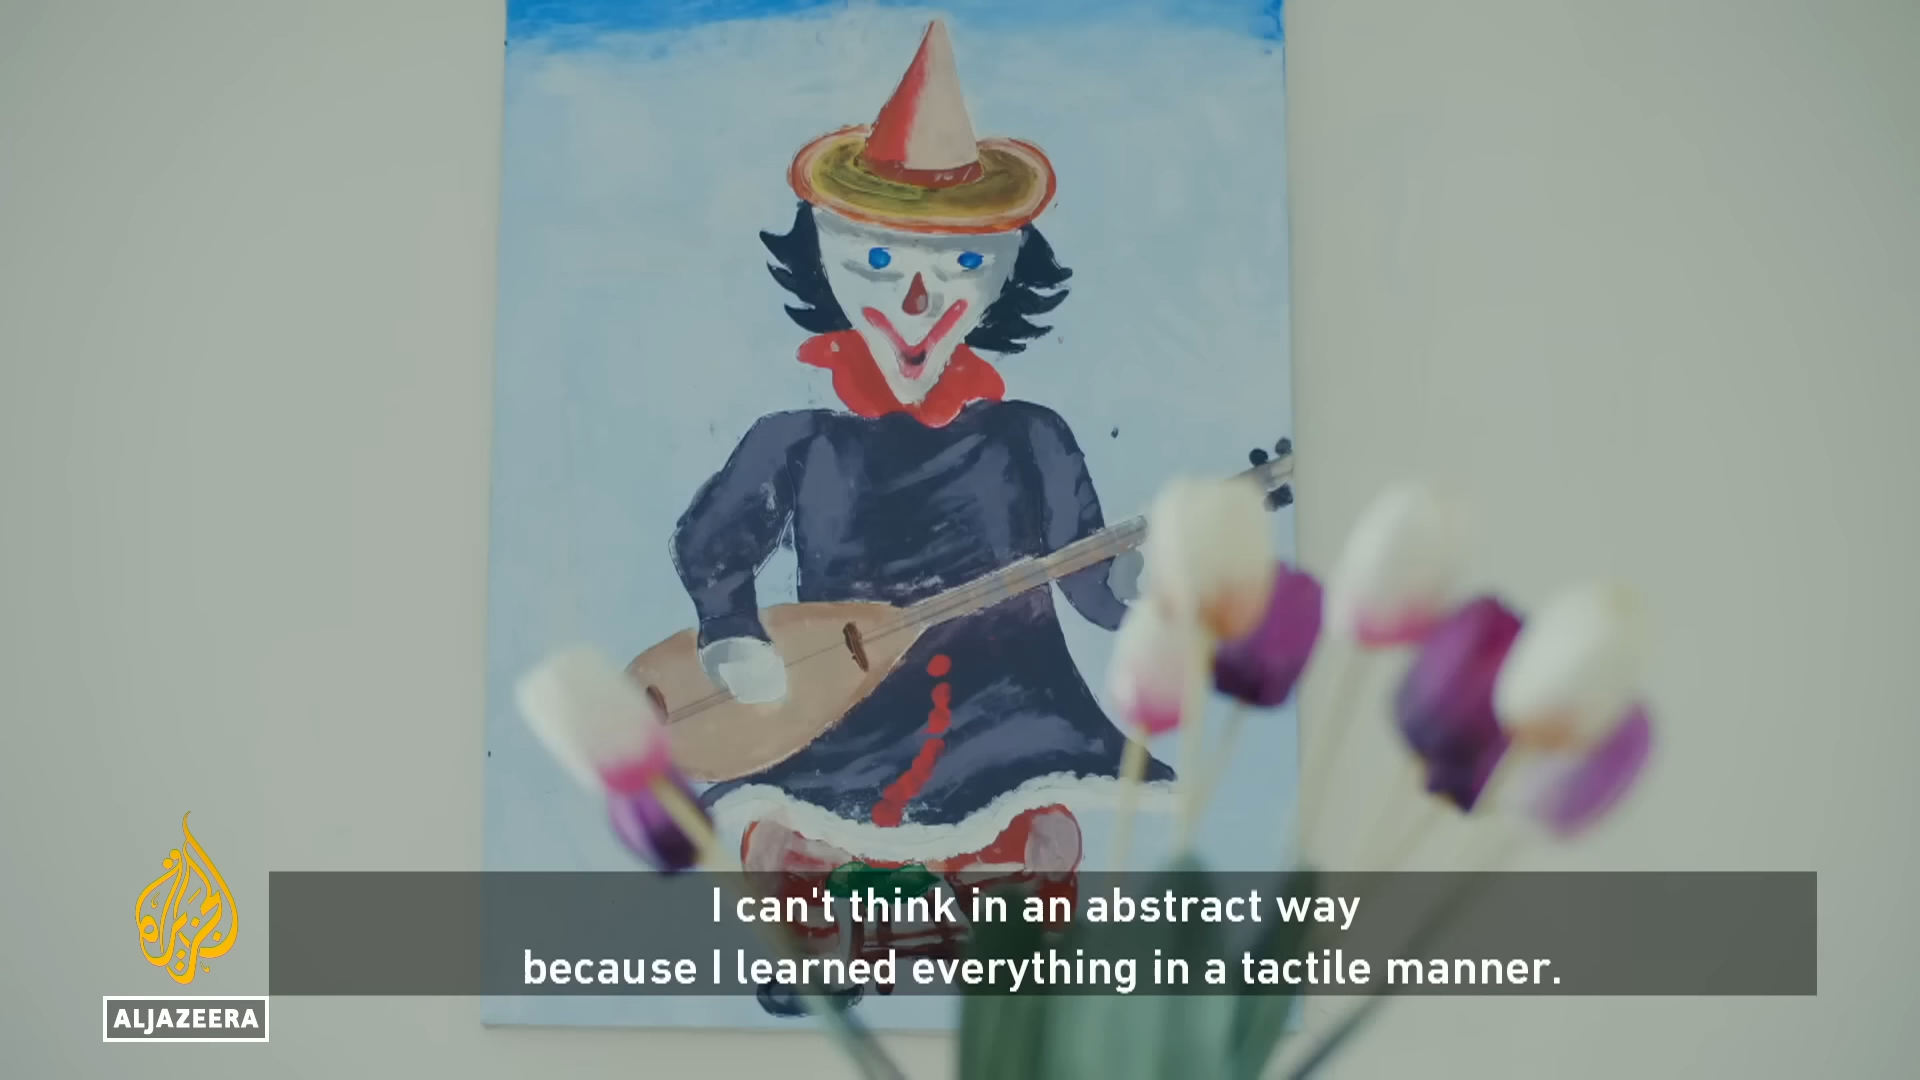 I can't think in an abstract way
because I learned everything in a tactile manner.
الجزيرة
ALJAZEERA